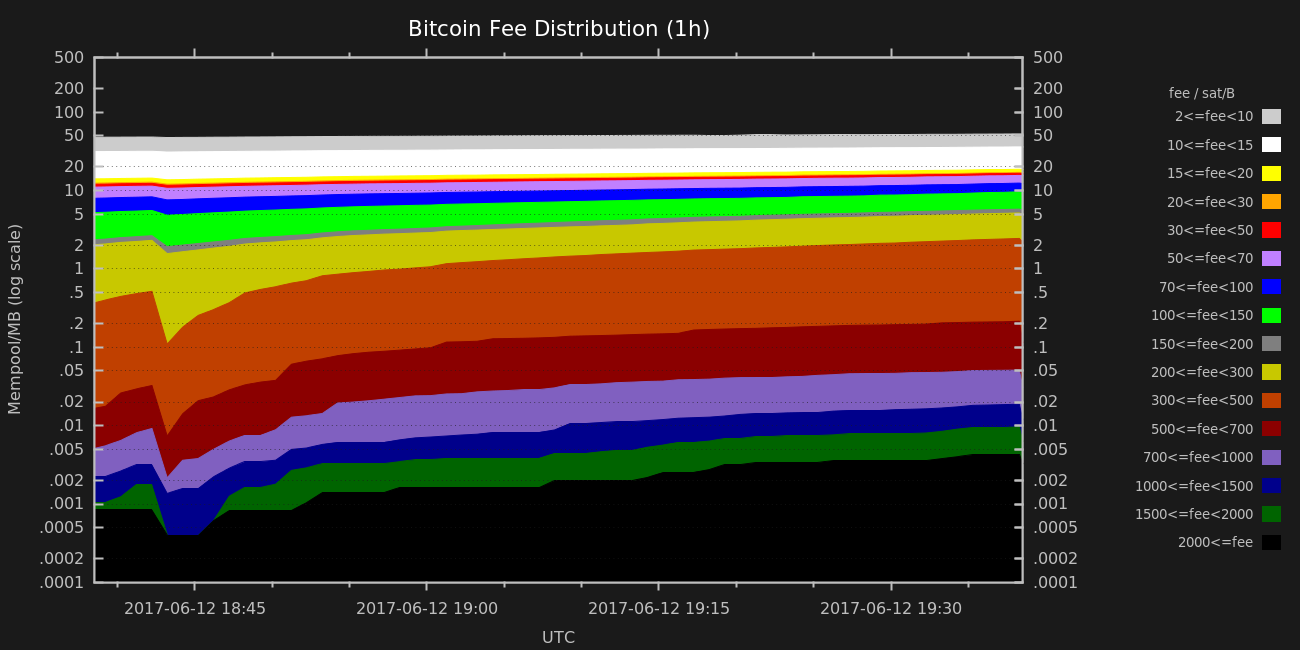 Bitcoin Fee Distribution (1h)
500
200
100
50
20
10
5
2
1
.5
.2
.1
.05
.02
.01
.005
.002
.001
.0005
.0002
.0001
Mempool/MB (log scale)
500
200
100
50
20
10
5
2
1
.5
.2
.1
.05
.02
.01
.005
.002
.001
.0005
.0002
.0001
2017-06-12 18:45
2017-06-12 19:00
2017-06-12 19:15
2017-06-12 19:30
UTC
fee / sat/B
2<=fee<10
10<=fee<15
15<=fee<20
20<=fee<30
30<=fee<50
50<=fee<70
70<=fee<100
100<=fee<150
150<=fee<200
200<=fee<300
300<=fee<500
500<=fee<700
700<=fee<1000
1000<=fee<1500
1500<=fee<2000
2000<=fee